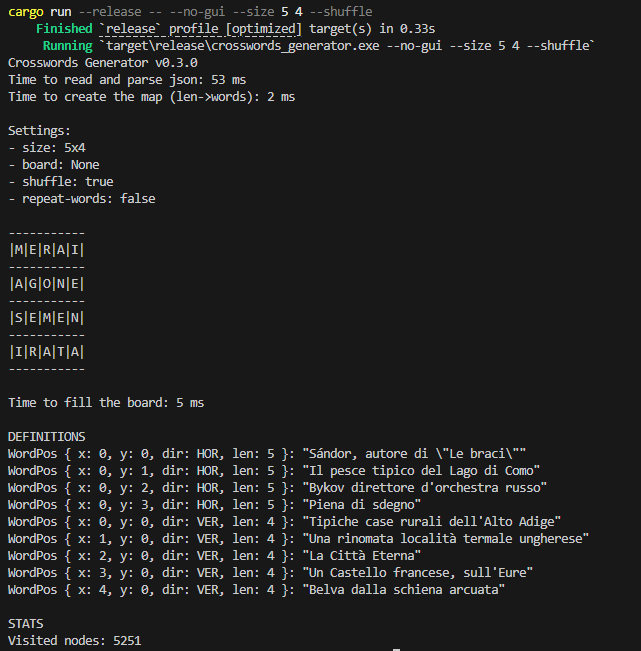 cargo run --release -- --no-gui --size 5 4 --shuffle
Finished `release` profile [optimized] target(s) in 0.33s
Running `target\release\crosswords_generator.exe --no-gui --size 5 4 --shuffle`
Crosswords Generator v0.3.0
Time to read and parse json: 53 ms
Time to create the map (len->words): 2 ms

Settings:
- size: 5x4
- board: None
- shuffle: true
- repeat-words: false

-----------
|M|E|R|A|I|
-----------
|A|G|O|N|E|
-----------
|S|E|M|E|N|
-----------
|I|R|A|T|A|
-----------

Time to fill the board: 5 ms

DEFINITIONS
WordPos { x: 0, y: 0, dir: HOR, len: 5 }: "Sándor, autore di \"Le braci\""
WordPos { x: 0, y: 1, dir: HOR, len: 5 }: "Il pesce tipico del Lago di Como"
WordPos { x: 0, y: 2, dir: HOR, len: 5 }: "Bykov direttore d'orchestra russo"
WordPos { x: 0, y: 3, dir: HOR, len: 5 }: "Piena di sdegno"
WordPos { x: 0, y: 0, dir: VER, len: 4 }: "Tipiche case rurali dell'Alto Adige"
WordPos { x: 1, y: 0, dir: VER, len: 4 }: "Una rinomata località termale ungherese"
WordPos { x: 2, y: 0, dir: VER, len: 4 }: "La Città Eterna"
WordPos { x: 3, y: 0, dir: VER, len: 4 }: "Un Castello francese, sull'Eure"
WordPos { x: 4, y: 0, dir: VER, len: 4 }: "Belva dalla schiena arcuata"

STATS
Visited nodes: 5251